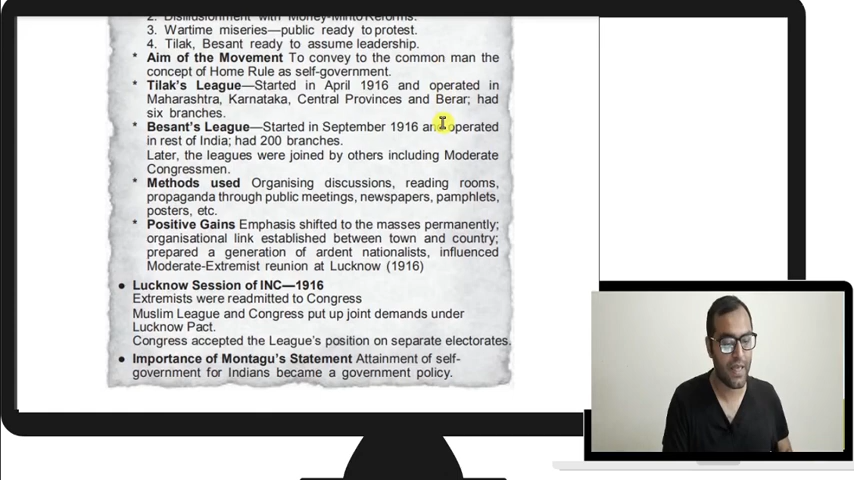 2. Disillusionment with Money-Minto Reforms.
3. Wartime miseries—public ready to protest.
4. Tilak, Besant ready to assume leadership.
* Aim of the Movement To convey to the common man the
concept of Home Rule as self-government.
* Tilak's League—Started in April 1916 and operated in
Maharashtra, Karnataka, Central Provinces and Berar; had
six branches.
* Besant's League—Started in September 1916 and operated
in rest of India; had 200 branches.
Later, the leagues were joined by others including Moderate
Congressmen.
* Methods used Organising discussions, reading rooms,
propaganda through public meetings, newspapers, pamphlets,
posters, etc.
* Positive Gains Emphasis shifted to the masses permanently;
organisational link established between town and country;
prepared a generation of ardent nationalists, influenced
Moderate-Extremist reunion at Lucknow (1916)
• Lucknow Session of INC—1916
Extremists were readmitted to Congress
Muslim League and Congress put up joint demands under
Lucknow Pact.
Congress accepted the League's position on separate electorates.
• Importance of Montagu's Statement Attainment of self-
government for Indians became a government policy.